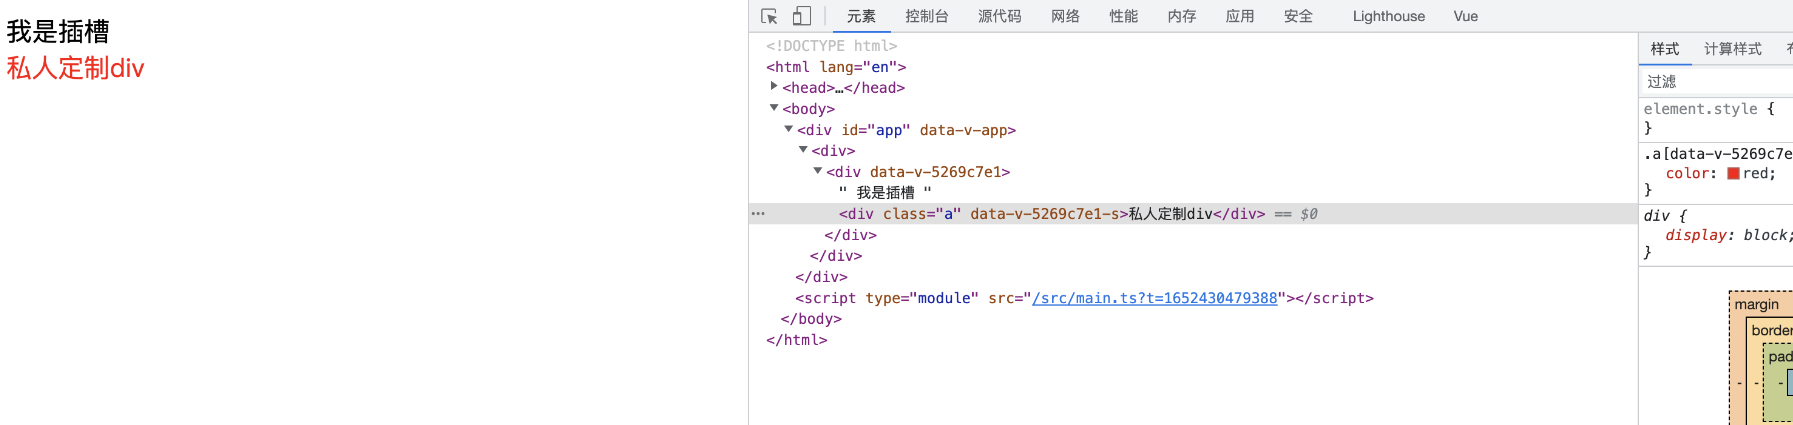 我是插槽
私人定制div
元素 控制台 源代码 网络 性能 内存 应用 安全 Lighthouse Vue
<!DOCTYPE html>
<html lang="en">
<head>…</head>
<body>
<div id="app" data-v-app>
<div>
<div data-v-5269c7e1>
" 我是插槽 "
<div class="a" data-v-5269c7e1-s>私人定制div</div> == $0
</div>
</div>
</div>
<script type="module" src="/src/main.ts?t=1652430479388"></script>
</body>
</html>
样式 计算样式
过滤
element.style {
}
.a[data-v-5269c7e
color: red;
}
div {
display: block;
}
margin
border
pad
- - -